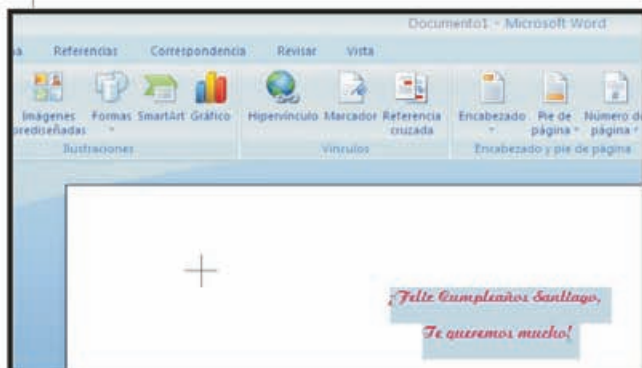 Documento1 - Microsoft Word
a Referencias Correspondencia Revisar Vista
Imágenes prediseñadas
Formas
SmartArt
Gráfico
Hipervínculo
Marcador
Referencia cruzada
Encabezado
Pie de página
Número de página
Ilustraciones
Vínculos
Encabezado y pie de página
¡Feliz Cumpleaños Santiago,
Te queremos mucho!